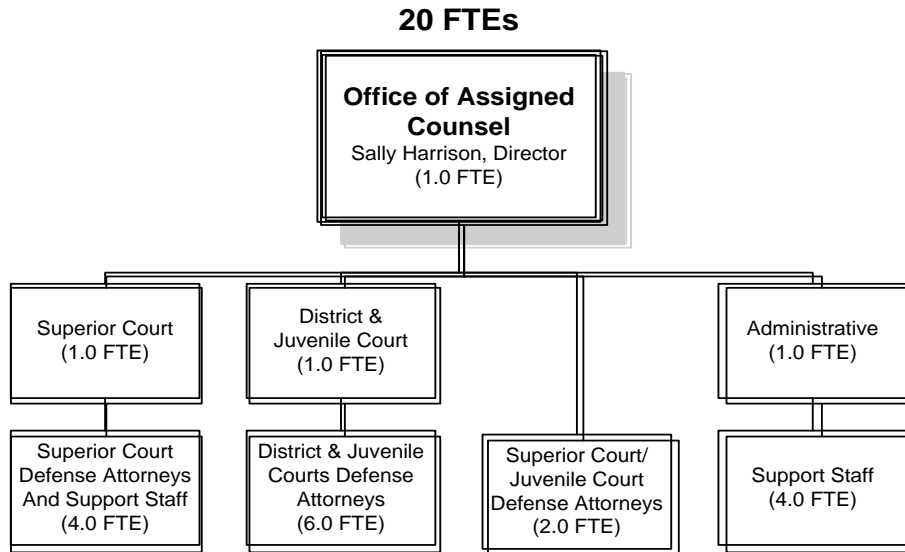 20 FTEs
Office of Assigned
Counsel
Sally Harrison, Director
(1.0 FTE)
Superior Court
(1.0 FTE)
District &
Juvenile Court
(1.0 FTE)
Administrative
(1.0 FTE)
Superior Court
Defense Attorneys
And Support Staff
(4.0 FTE)
District & Juvenile
Courts Defense
Attorneys
(6.0 FTE)
Superior Court/
Juvenile Court
Defense Attorneys
(2.0 FTE)
Support Staff
(4.0 FTE)